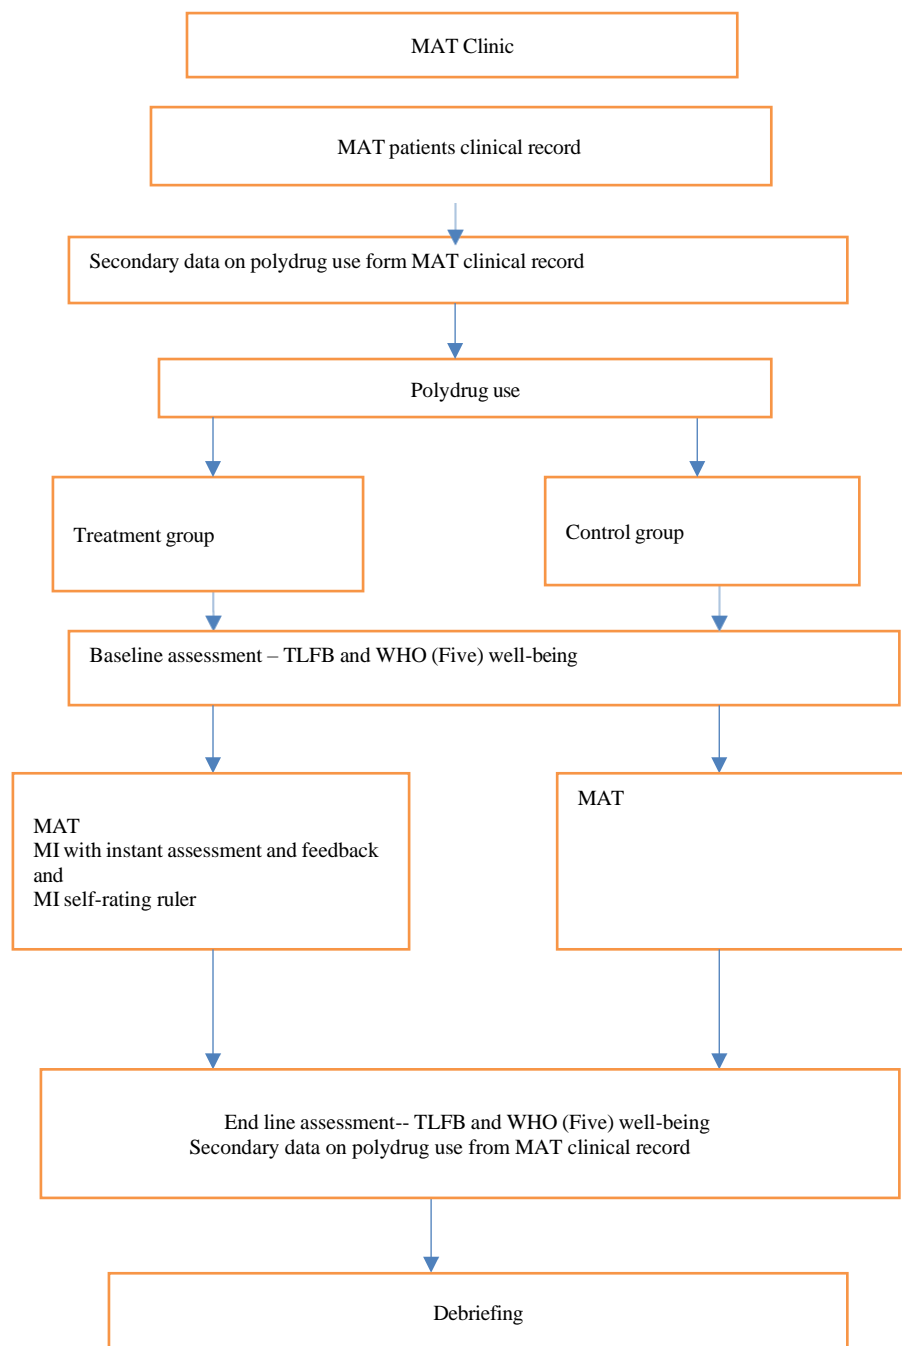 MAT Clinic
MAT patients clinical record
Secondary data on polydrug use form MAT clinical record
Polydrug use
Treatment group
Control group
Baseline assessment – TLFB and WHO (Five) well-being
MAT
MI with instant assessment and feedback
and
MI self-rating ruler
MAT
End line assessment-- TLFB and WHO (Five) well-being
Secondary data on polydrug use from MAT clinical record
Debriefing